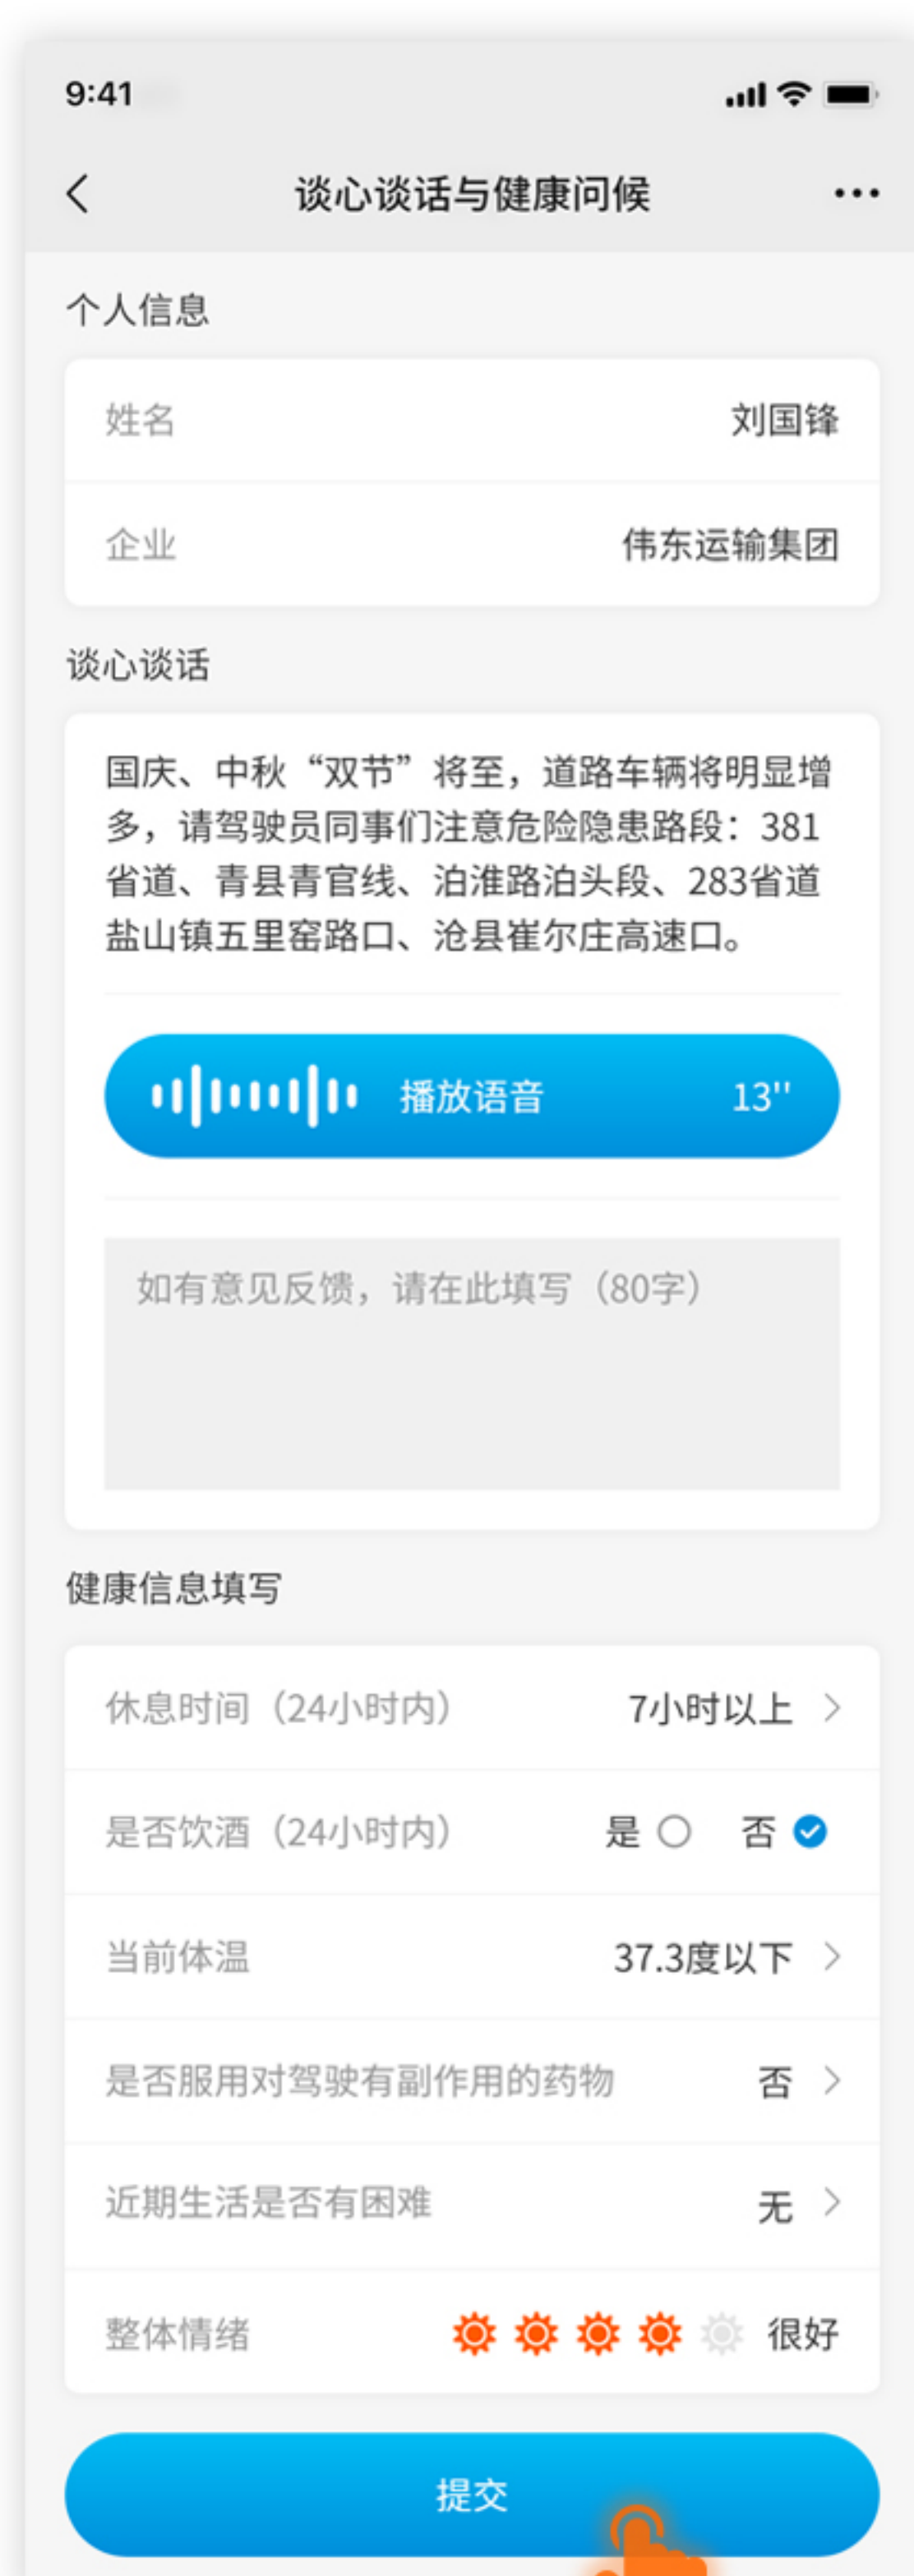 9:41
谈心谈话与健康问候
个人信息
姓名 刘国锋
企业 伟东运输集团
谈心谈话
国庆、中秋“双节”将至，道路车辆将明显增
多，请驾驶员同事们注意危险隐患路段：381
省道、青县青官线、泊淮路泊头段、283省道
盐山镇五里窑路口、沧县崔尔庄高速口。
播放语音 13''
如有意见反馈，请在此填写（80字）
健康信息填写
休息时间（24小时内） 7小时以上
是否饮酒（24小时内） 是 否
当前体温 37.3度以下
是否服用对驾驶有副作用的药物 否
近期生活是否有困难 无
整体情绪 很好
提交